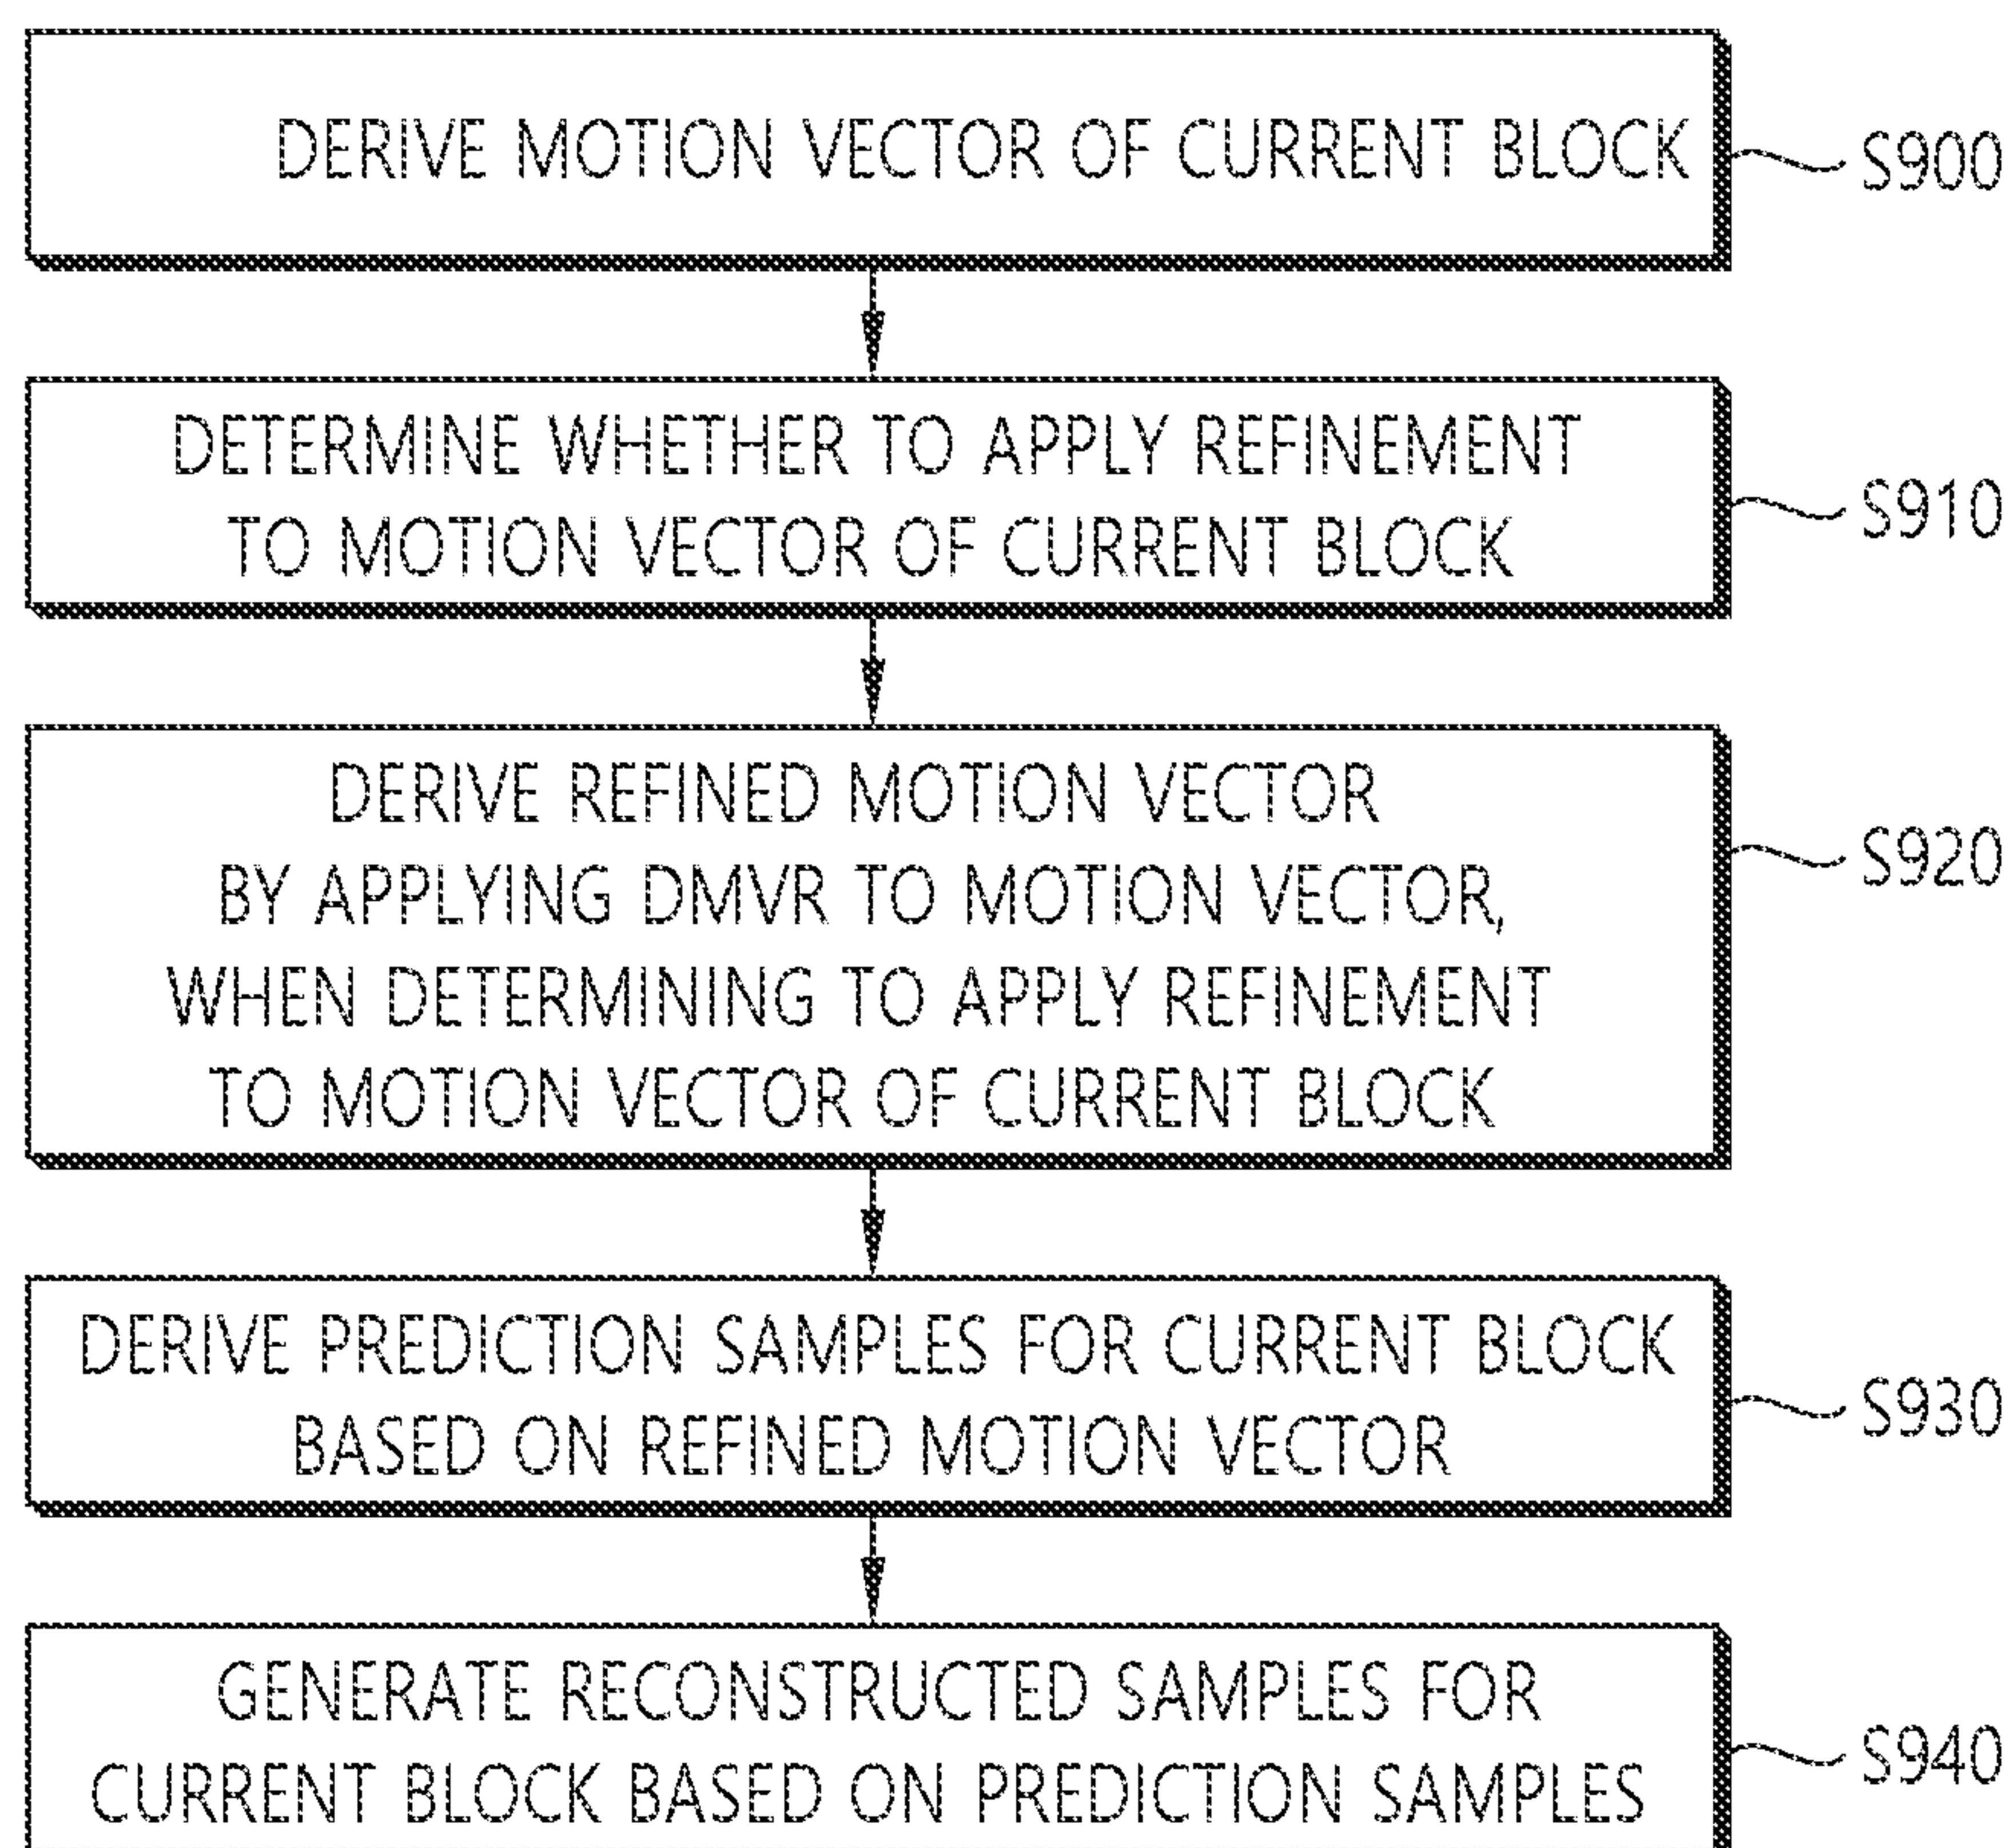 DERIVE MOTION VECTOR OF CURRENT BLOCK
S900
DETERMINE WHETHER TO APPLY REFINEMENT
TO MOTION VECTOR OF CURRENT BLOCK
S910
DERIVE REFINED MOTION VECTOR
BY APPLYING DMVR TO MOTION VECTOR,
WHEN DETERMINING TO APPLY REFINEMENT
TO MOTION VECTOR OF CURRENT BLOCK
S920
DERIVE PREDICTION SAMPLES FOR CURRENT BLOCK
BASED ON REFINED MOTION VECTOR
S930
GENERATE RECONSTRUCTED SAMPLES FOR
CURRENT BLOCK BASED ON PREDICTION SAMPLES
S940